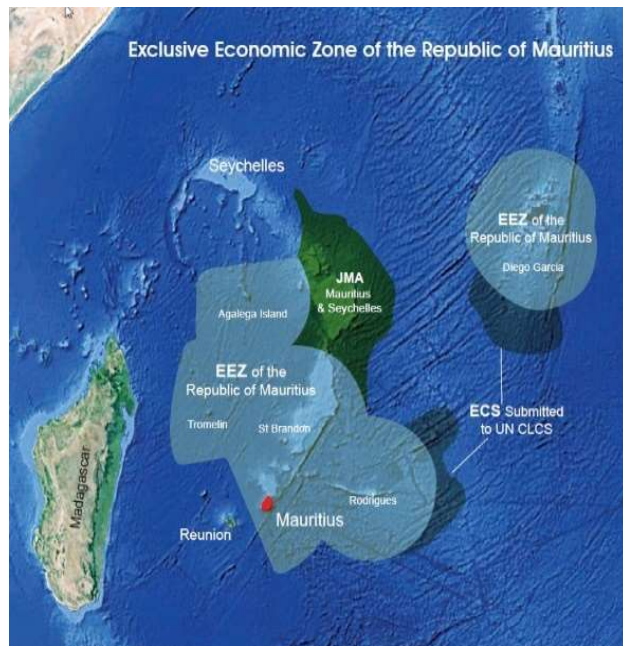 Exclusive Economic Zone of the Republic of Mauritius
Seychelles
EEZ of the
Republic of Mauritius
Diego Garcia
JMA
Mauritius
& Seychelles
Agalega Island
EEZ of the
Republic of Mauritius
Tromelin
St Brandon
ECS Submitted
to UN CLCS
Madagascar
Rodrigues
Mauritius
Reunion